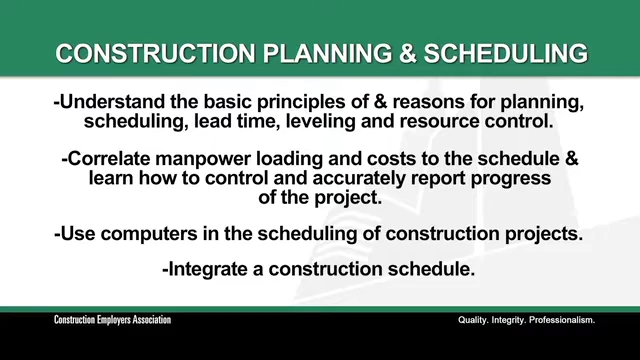 CONSTRUCTION PLANNING & SCHEDULING
-Understand the basic principles of & reasons for planning,
scheduling, lead time, leveling and resource control.
-Correlate manpower loading and costs to the schedule &
learn how to control and accurately report progress
of the project.
-Use computers in the scheduling of construction projects.
-Integrate a construction schedule.
Construction Employers Association
Quality. Integrity. Professionalism.